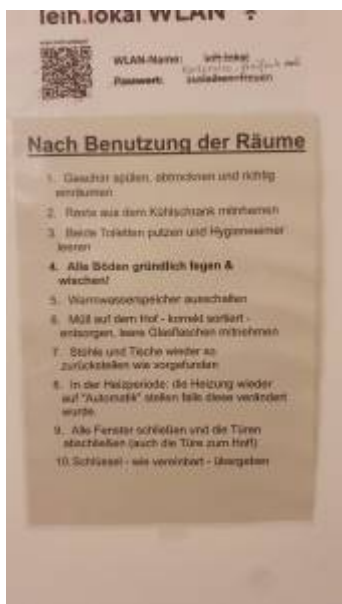 leih.lokal WLAN
WLAN-Name: leih.lokal
Passwort:
Nach Benutzung der Räume
1. Geschirr spülen, abtrocknen und richtig
einräumen
2. Reste aus dem Kühlschrank mitnehmen
3. Beide Toiletten putzen und Hygieneeimer
leeren
4. Alle Böden gründlich fegen &
wischen!
5. Warmwasserspeicher ausschalten
6. Müll auf dem Hof - korrekt sortiert -
entsorgen, leere Glasflaschen mitnehmen
7. Stühle und Tische wieder so
zurückstellen wie vorgefunden
8. In der Heizperiode: die Heizung wieder
auf "Automatik" stellen falls diese verändert
wurde.
9. Alle Fenster schließen und die Türen
abschließen (auch die Türe zum Hof!)
10. Schlüssel - wie vereinbart - übergeben